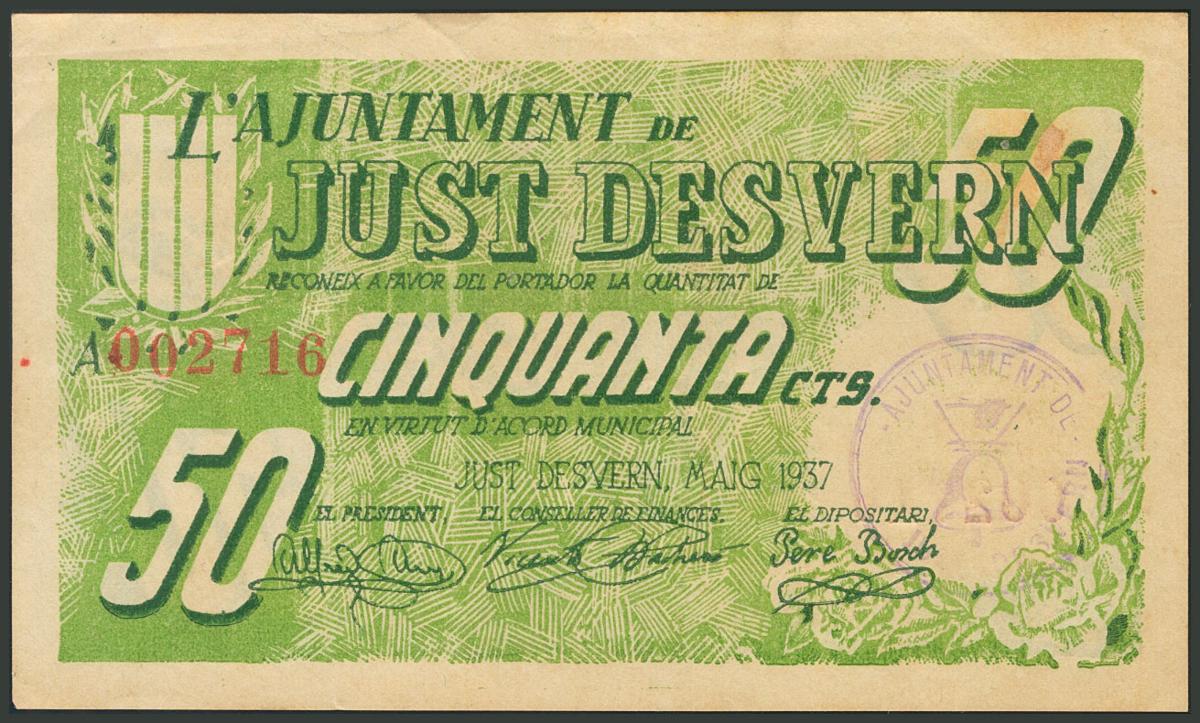 L'AJUNTAMENT DE
JUST DESVERN
50
RECONEIX A FAVOR DEL PORTADOR LA QUANTITAT DE
A002716
CINQUANTA CTS.
EN VIRTUT D'ACORD MUNICIPAL
JUST DESVERN, MAIG 1937
50
EL PRESIDENT,
EL CONSELLER DE FINANCES.
EL DIPOSITARI,
Pere Bosch
AJUNTAMENT DE